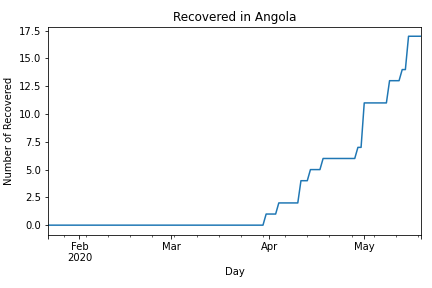 Recovered in Angola
17.5
15.0
12.5
10.0
7.5
5.0
2.5
0.0
Number of Recovered
Feb
2020
Mar
Apr
May
Day